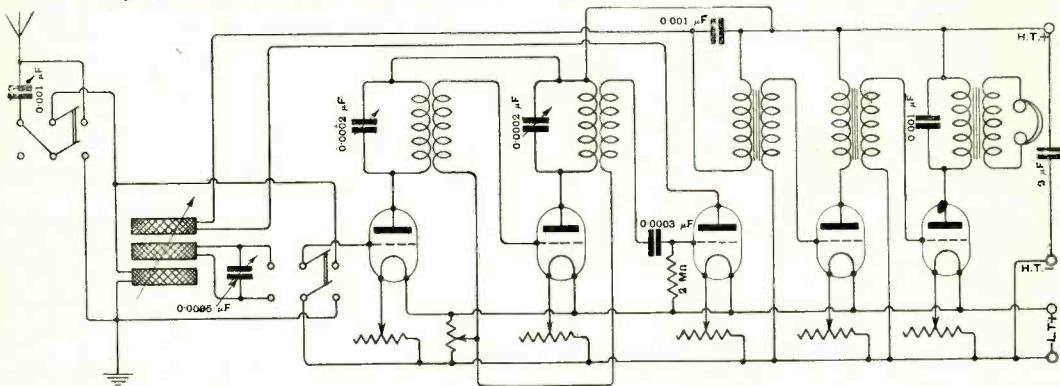 0·001 µF
H.T.+
0·001 µF
0·0002 µF
0·0002 µF
0·001 µF
2 µF
0·0003 µF
2 MΩ
H.T.-
0·0005 µF
L.T.+
-